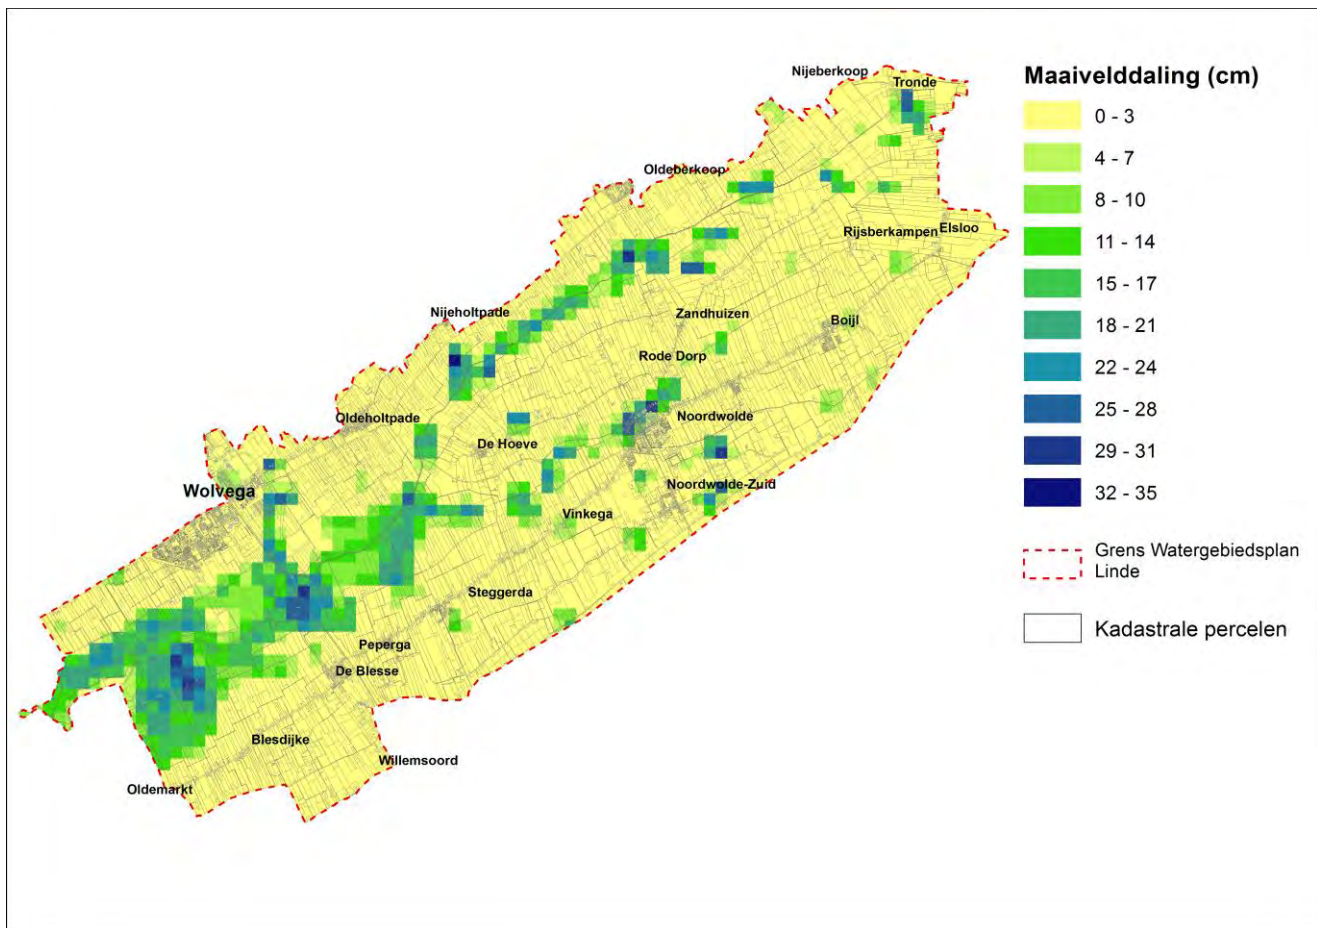 Nijeberkoop
Tronde
Oldeberkoop
Rijsberkampen
Elsloo
Nijeholtpade
Zandhuizen
Boijl
Rode Dorp
Oldeholtpade
Noordwolde
De Hoeve
Wolvega
Noordwolde-Zuid
Vinkega
Steggerda
Peperga
De Blesse
Blesdijke
Willemsoord
Oldemarkt
Maaivelddaling (cm)
0 - 3
4 - 7
8 - 10
11 - 14
15 - 17
18 - 21
22 - 24
25 - 28
29 - 31
32 - 35
Grens Watergebiedsplan
Linde
Kadastrale percelen